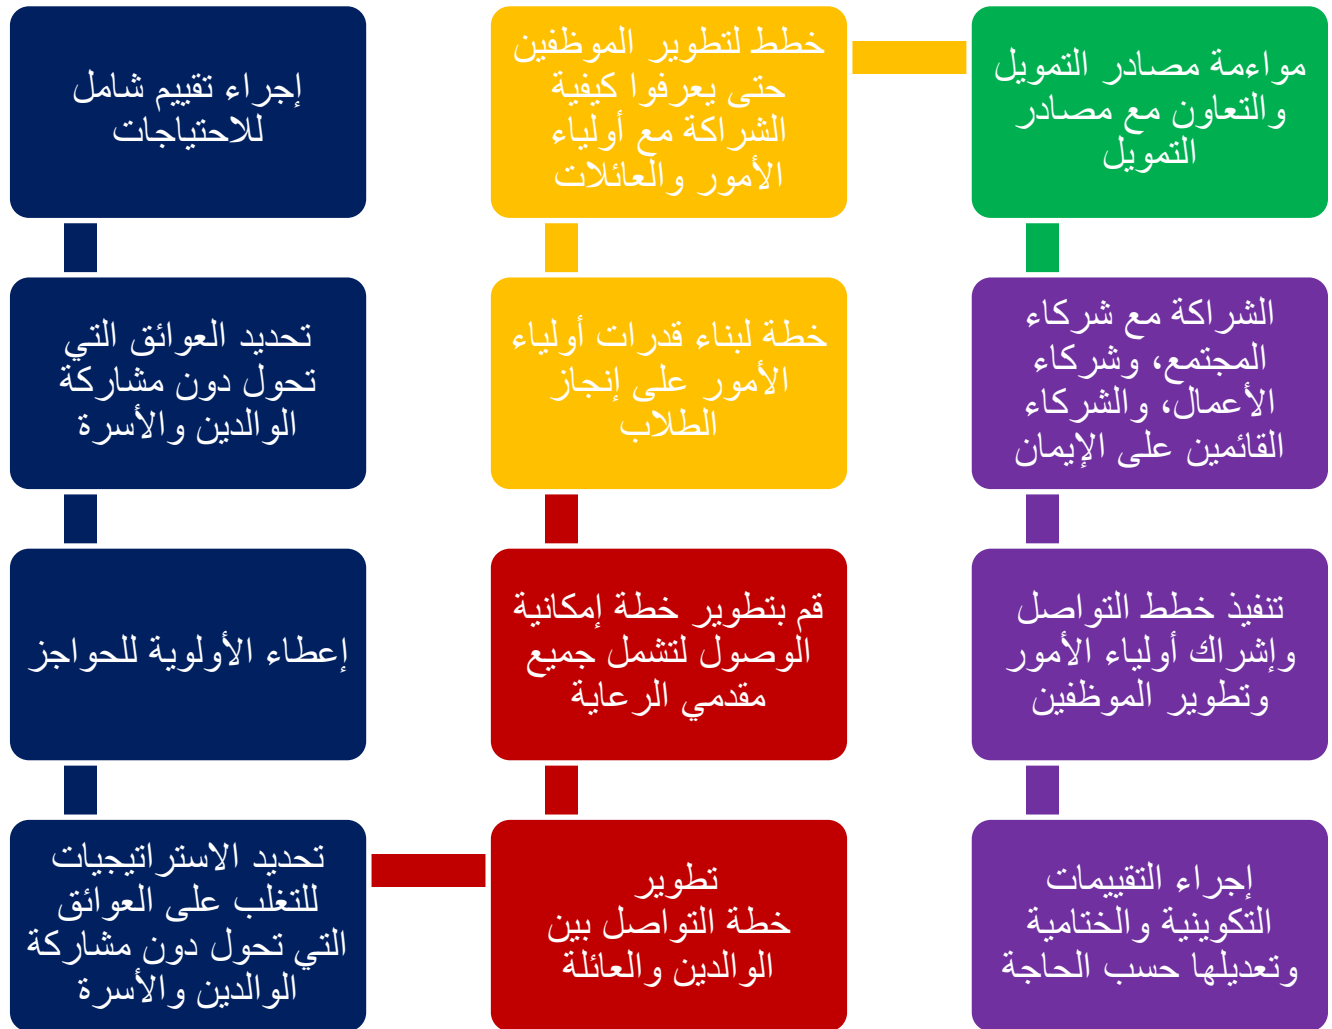 إجراء تقييم شامل
للاحتياجات
تحديد العوائق التي
تحول دون مشاركة
الوالدين والأسرة
إعطاء الأولوية للحواجز
تحديد الاستراتيجيات
للتغلب على العوائق
التي تحول دون مشاركة
الوالدين والأسرة
تطوير
خطة التواصل بين
الوالدين والعائلة
قم بتطوير خطة إمكانية
الوصول لتشمل جميع
مقدمي الرعاية
خطة لبناء قدرات أولياء
الأمور على إنجاز
الطلاب
خطط لتطوير الموظفين
حتى يعرفوا كيفية
الشراكة مع أولياء
الأمور والعائلات
مواءمة مصادر التمويل
والتعاون مع مصادر
التمويل
الشراكة مع شركاء
المجتمع، وشركاء
الأعمال، والشركاء
القائمين على الإيمان
تنفيذ خطط التواصل
وإشراك أولياء الأمور
وتطوير الموظفين
إجراء التقييمات
التكوينية والختامية
وتعديلها حسب الحاجة